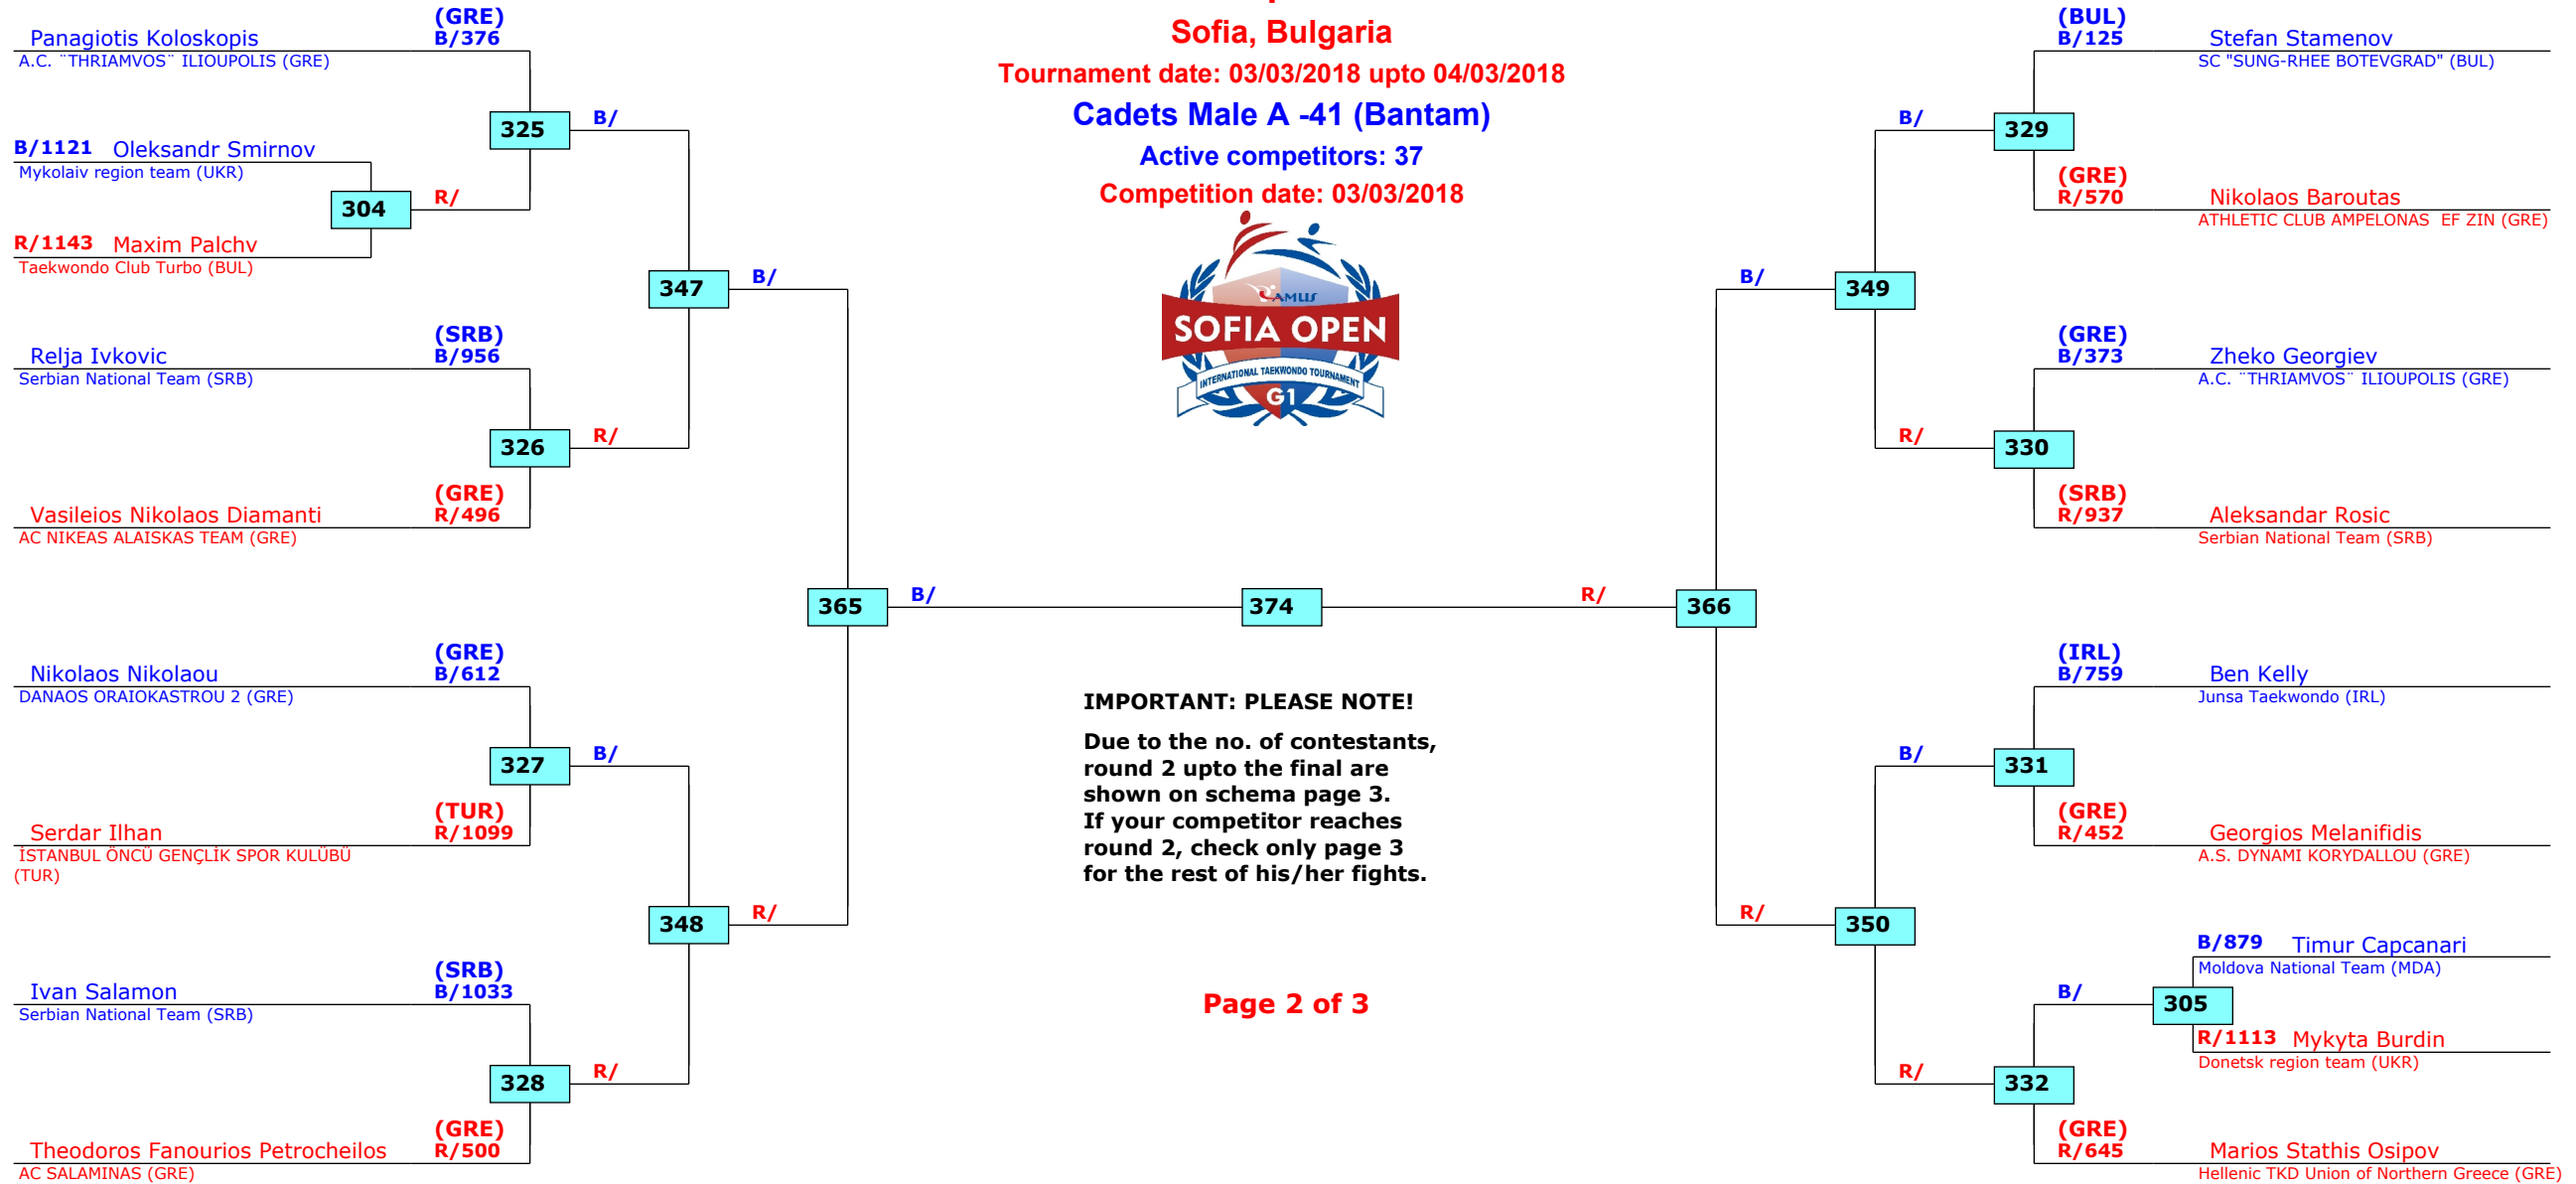 Sofia, Bulgaria
Tournament date: 03/03/2018 upto 04/03/2018
Cadets Male A -41 (Bantam)
Active competitors: 37
Competition date: 03/03/2018
CAMUS
SOFIA OPEN
INTERNATIONAL TAEKWONDO TOURNAMENT
G1
(GRE)
Panagiotis Koloskopis B/376
A.C. ¨THRIAMVOS¨ ILIOUPOLIS (GRE)
325 B/
B/1121 Oleksandr Smirnov
Mykolaiv region team (UKR)
304 R/
R/1143 Maxim Palchv
Taekwondo Club Turbo (BUL)
347 B/
(SRB)
Relja Ivkovic B/956
Serbian National Team (SRB)
326 R/
(GRE)
Vasileios Nikolaos Diamanti R/496
AC NIKEAS ALAISKAS TEAM (GRE)
365 B/ 374 R/ 366
(GRE)
Nikolaos Nikolaou B/612
DANAOS ORAIOKASTROU 2 (GRE)
327 B/
(TUR)
Serdar Ilhan R/1099
İSTANBUL ÖNCÜ GENÇLİK SPOR KULÜBÜ
(TUR)
348 R/
(SRB)
Ivan Salamon B/1033
Serbian National Team (SRB)
328 R/
(GRE)
Theodoros Fanourios Petrocheilos R/500
AC SALAMINAS (GRE)
IMPORTANT: PLEASE NOTE!
Due to the no. of contestants,
round 2 upto the final are
shown on schema page 3.
If your competitor reaches
round 2, check only page 3
for the rest of his/her fights.
Page 2 of 3
(BUL)
B/125 Stefan Stamenov
SC "SUNG-RHEE BOTEVGRAD" (BUL)
B/ 329
(GRE)
R/570 Nikolaos Baroutas
ATHLETIC CLUB AMPELONAS  EF ZIN (GRE)
B/ 349
(GRE)
B/373 Zheko Georgiev
A.C. ¨THRIAMVOS¨ ILIOUPOLIS (GRE)
R/ 330
(SRB)
R/937 Aleksandar Rosic
Serbian National Team (SRB)
(IRL)
B/759 Ben Kelly
Junsa Taekwondo (IRL)
B/ 331
(GRE)
R/452 Georgios Melanifidis
A.S. DYNAMI KORYDALLOU (GRE)
R/ 350
B/879 Timur Capcanari
Moldova National Team (MDA)
B/ 305
R/1113 Mykyta Burdin
Donetsk region team (UKR)
R/ 332
(GRE)
R/645 Marios Stathis Osipov
Hellenic TKD Union of Northern Greece (GRE)